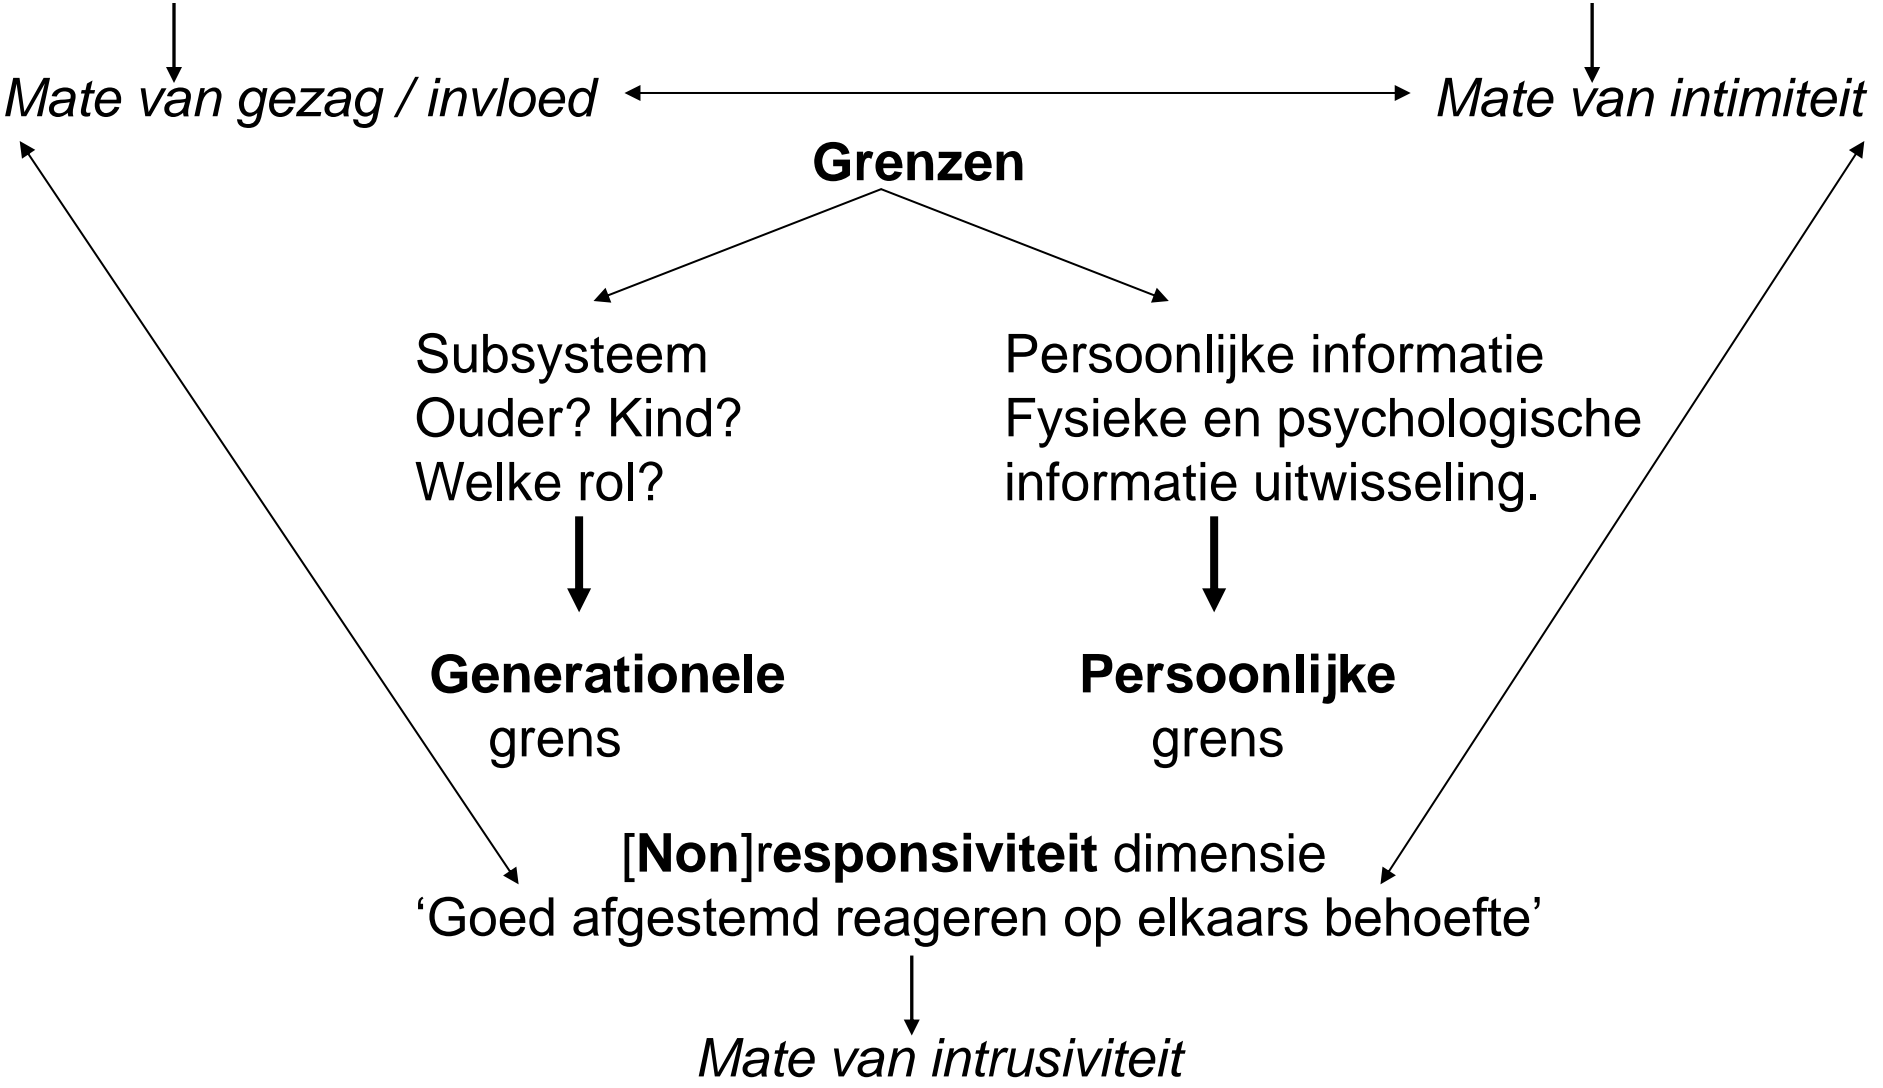 Mate van gezag / invloed
Mate van intimiteit
Grenzen
Subsysteem
Ouder? Kind?
Welke rol?
Persoonlijke informatie
Fysieke en psychologische
informatie uitwisseling.
Generationele
grens
Persoonlijke
grens
[Non]responsiviteit dimensie
‘Goed afgestemd reageren op elkaars behoefte’
Mate van intrusiviteit